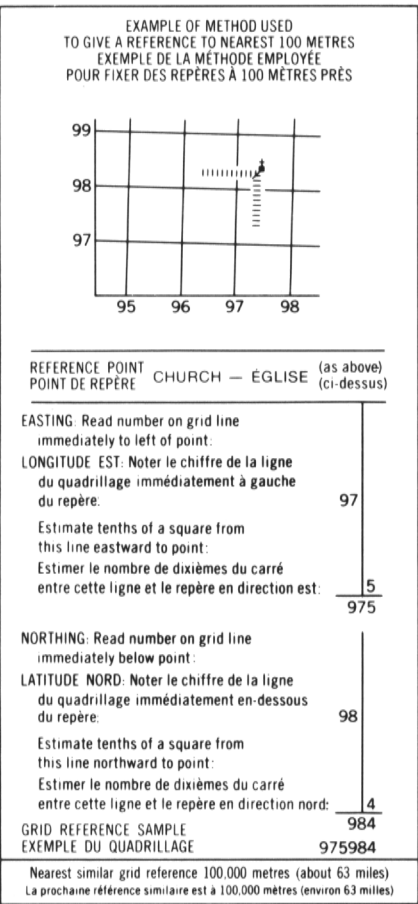 EXAMPLE OF METHOD USED
TO GIVE A REFERENCE TO NEAREST 100 METRES
EXEMPLE DE LA MÉTHODE EMPLOYÉE
POUR FIXER DES REPÈRES À 100 MÈTRES PRÈS
99
98
97
95 96 97 98
REFERENCE POINT
POINT DE REPÈRE
CHURCH — ÉGLISE
(as above)
(ci-dessus)
EASTING: Read number on grid line
immediately to left of point:
LONGITUDE EST: Noter le chiffre de la ligne
du quadrillage immédiatement à gauche
du repère: 97
Estimate tenths of a square from
this line eastward to point:
Estimer le nombre de dixièmes du carré
entre cette ligne et le repère en direction est: 5
975
NORTHING: Read number on grid line
immediately below point:
LATITUDE NORD: Noter le chiffre de la ligne
du quadrillage immédiatement en-dessous
du repère: 98
Estimate tenths of a square from
this line northward to point:
Estimer le nombre de dixièmes du carré
entre cette ligne et le repère en direction nord: 4
GRID REFERENCE SAMPLE 984
EXEMPLE DU QUADRILLAGE 975984
Nearest similar grid reference 100,000 metres (about 63 miles)
La prochaine référence similaire est à 100,000 mètres (environ 63 milles)